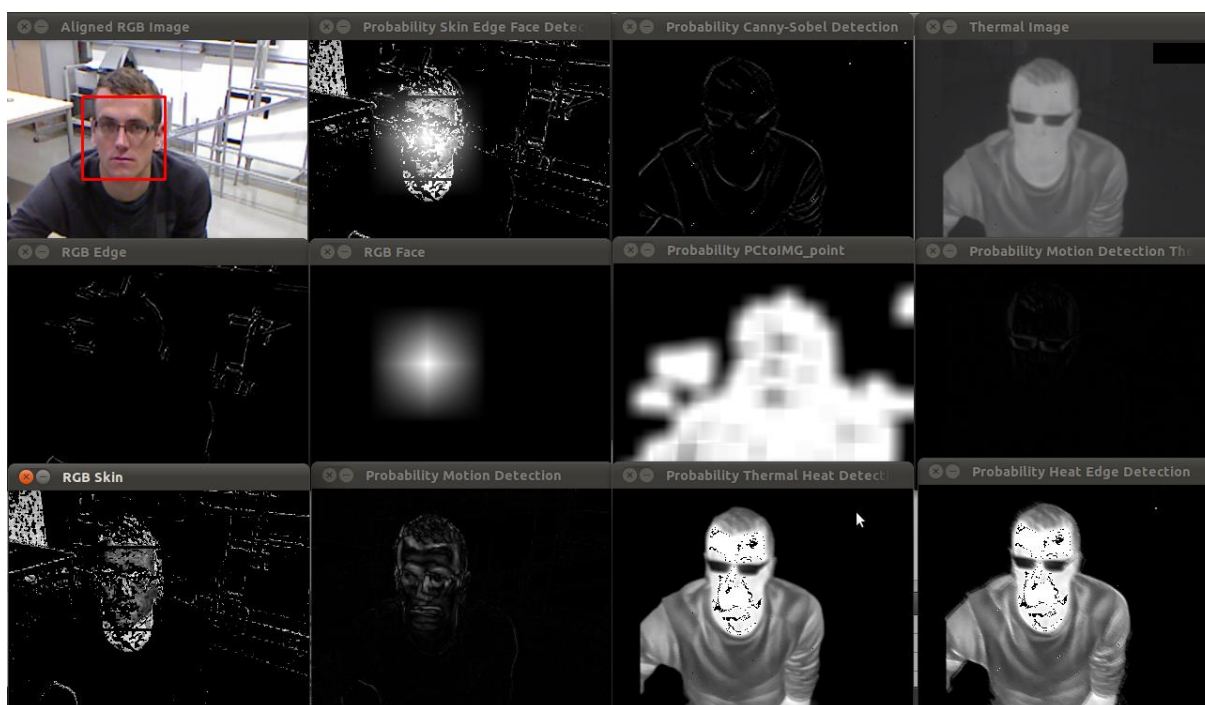 Aligned RGB Image
Probability Skin Edge Face Detec
Probability Canny-Sobel Detection
Thermal Image
RGB Edge
RGB Face
Probability PCtoIMG_point
Probability Motion Detection The
RGB Skin
Probability Motion Detection
Probability Thermal Heat Detect
Probability Heat Edge Detection